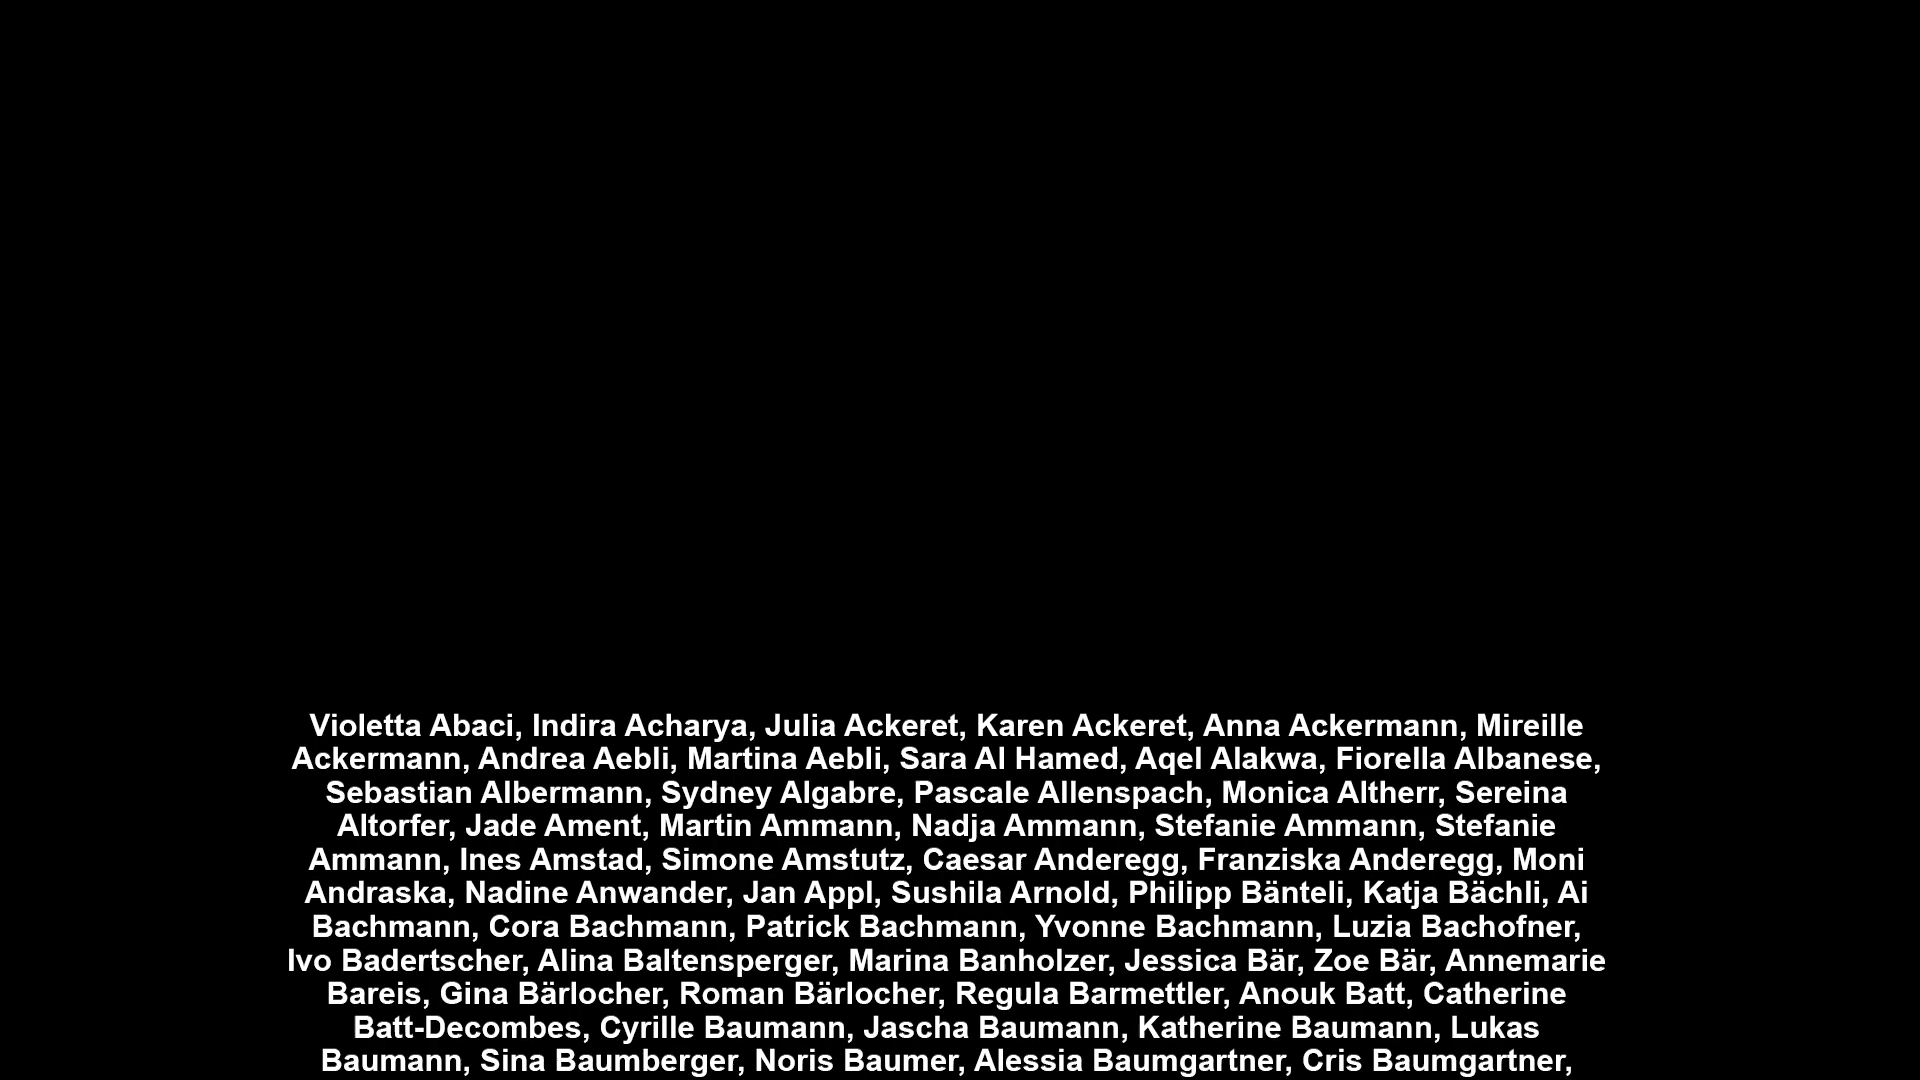 Violetta Abaci, Indira Acharya, Julia Ackeret, Karen Ackeret, Anna Ackermann, Mireille
Ackermann, Andrea Aebli, Martina Aebli, Sara Al Hamed, Aqel Alakwa, Fiorella Albanese,
Sebastian Albermann, Sydney Algabre, Pascale Allenspach, Monica Altherr, Sereina
Altorfer, Jade Ament, Martin Ammann, Nadja Ammann, Stefanie Ammann, Stefanie
Ammann, Ines Amstad, Simone Amstutz, Caesar Anderegg, Franziska Anderegg, Moni
Andraska, Nadine Anwander, Jan Appl, Sushila Arnold, Philipp Bänteli, Katja Bächli, Ai
Bachmann, Cora Bachmann, Patrick Bachmann, Yvonne Bachmann, Luzia Bachofner,
Ivo Badertscher, Alina Baltensperger, Marina Banholzer, Jessica Bär, Zoe Bär, Annemarie
Bareis, Gina Bärlocher, Roman Bärlocher, Regula Barmettler, Anouk Batt, Catherine
Batt-Decombes, Cyrille Baumann, Jascha Baumann, Katherine Baumann, Lukas
Baumann, Sina Baumberger, Noris Baumer, Alessia Baumgartner, Cris Baumgartner,